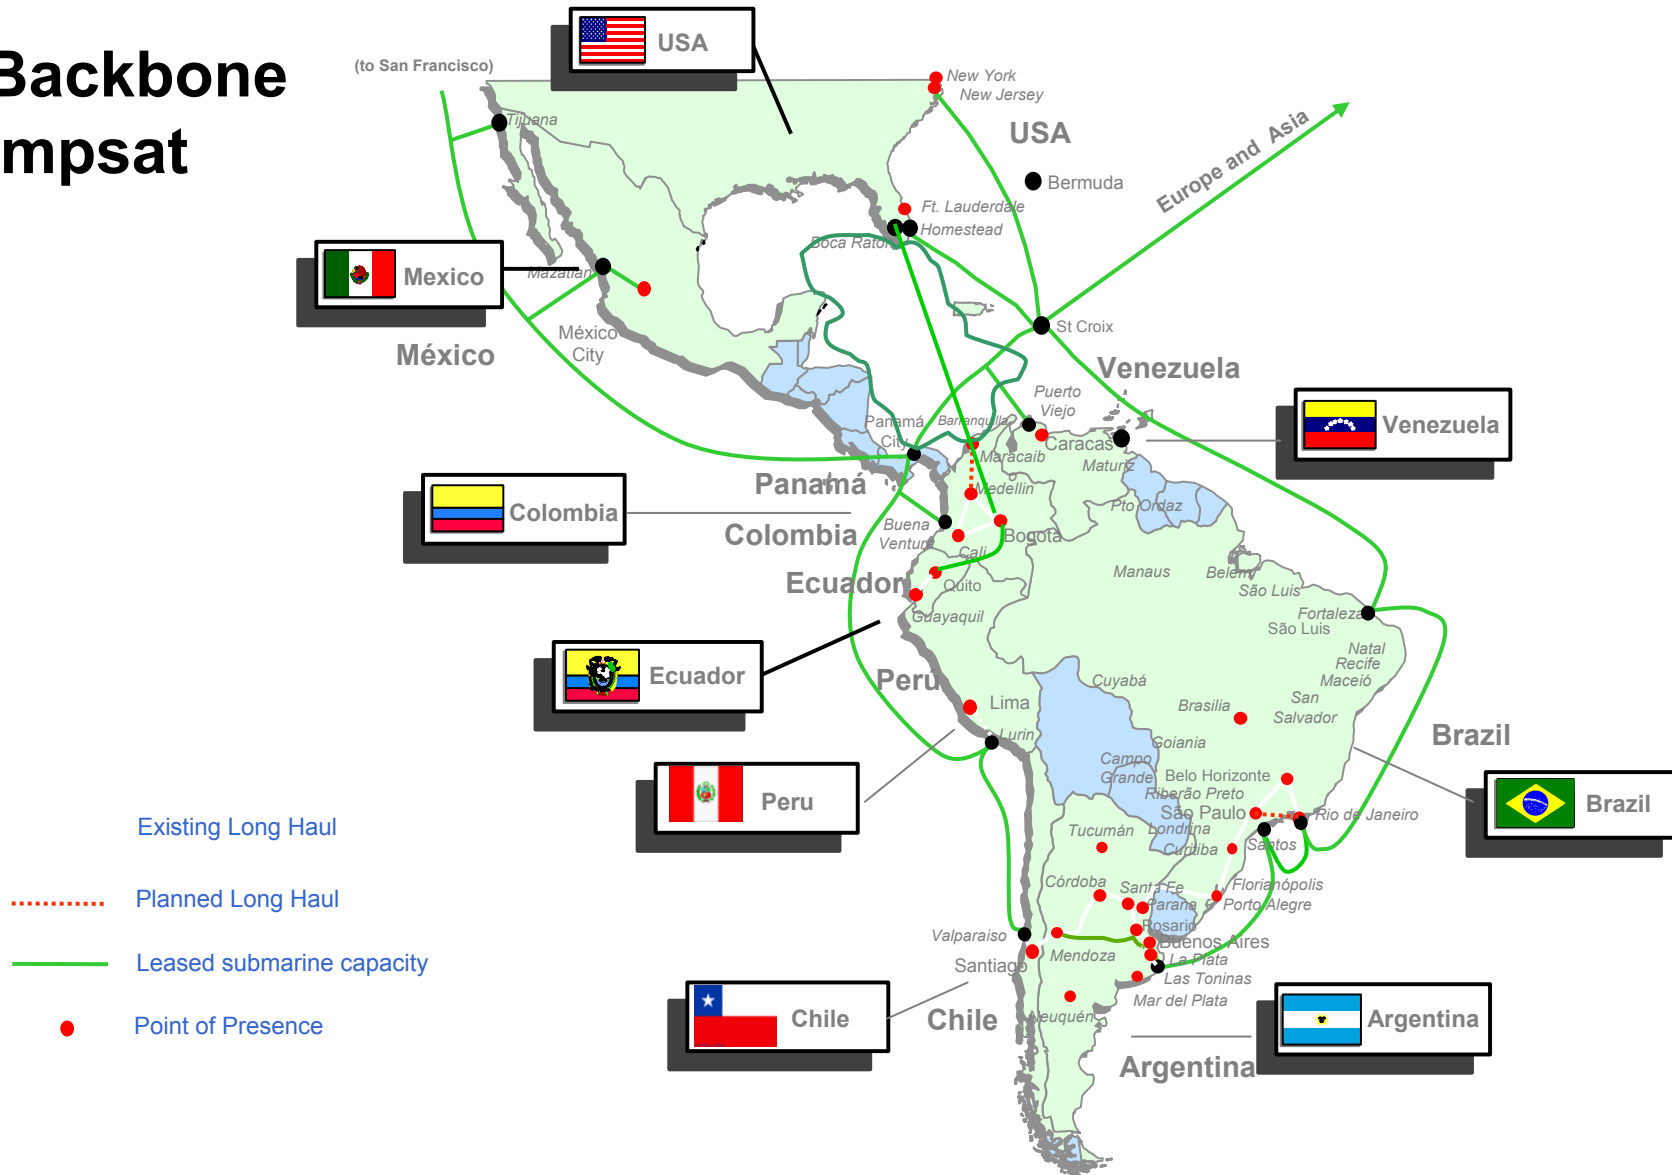 Backbone
mpsat
(to San Francisco)
USA
New York
New Jersey
USA
Tijuana
Bermuda
Europe and Asia
Ft. Lauderdale
Homestead
Boca Raton
Mexico
Mazatlan
México
City
México
St Croix
Venezuela
Puerto
Viejo
Venezuela
Panamá
City
Barranquilla
Caracas
Maracaib
Maturiz
Panamá
Medellin
Pto Ordaz
Colombia
Colombia
Buena
Ventura
Bogotá
Cali
Ecuador
Quito
Guayaquil
Manaus
Belem
São Luis
Fortaleza
São Luis
Natal
Recife
Maceió
San
Salvador
Ecuador
Perú
Lima
Lurin
Cuyabá
Brasilia
Goiania
Campo
Grande
Brazil
Belo Horizonte
Riberão Preto
São Paulo
Rio de Janeiro
Brazil
Peru
Tucumán
Londrina
Curitiba
Santos
Existing Long Haul
Planned Long Haul
Leased submarine capacity
Point of Presence
Córdoba
Santa Fe
Parana
Florianópolis
Porto Alegre
Rosario
Buenos Aires
Valparaiso
Santiago
Mendoza
La Plata
Las Toninas
Mar del Plata
Neuquén
Chile
Chile
Argentina
Argentina